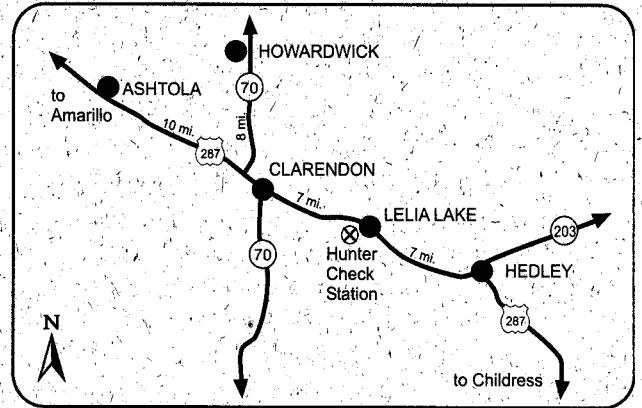 HOWARDWICK
ASHTOLA
to
Amarillo
70
8 mi.
10 mi.
287
CLARENDON
7 mi.
LELIA LAKE
203
70
Hunter
Check
Station
7 mi.
HEDLEY
287
N
to Childress